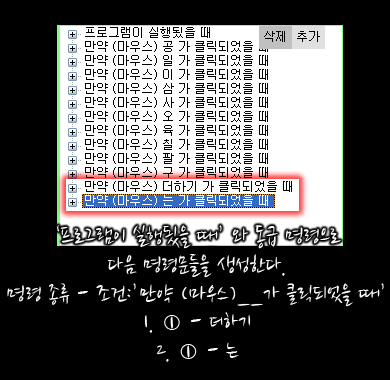 프로그램이 실행됬을 때
삭제 추가
만약 (마우스) 공 가 클릭되었을 때
만약 (마우스) 일 가 클릭되었을 때
만약 (마우스) 이 가 클릭되었을 때
만약 (마우스) 삼 가 클릭되었을 때
만약 (마우스) 사 가 클릭되었을 때
만약 (마우스) 오 가 클릭되었을 때
만약 (마우스) 육 가 클릭되었을 때
만약 (마우스) 칠 가 클릭되었을 때
만약 (마우스) 팔 가 클릭되었을 때
만약 (마우스) 구 가 클릭되었을 때
만약 (마우스) 더하기 가 클릭되었을 때
만약 (마우스) 는 가 클릭되었을 때
'프로그램이 실행됬을 때' 와 동급 명령으로
다음 명령문들을 생성한다.
명령 종류 - 조건:'만약 (마우스)__가 클릭되었을 때'
1. ① - 더하기
2. ① - 는